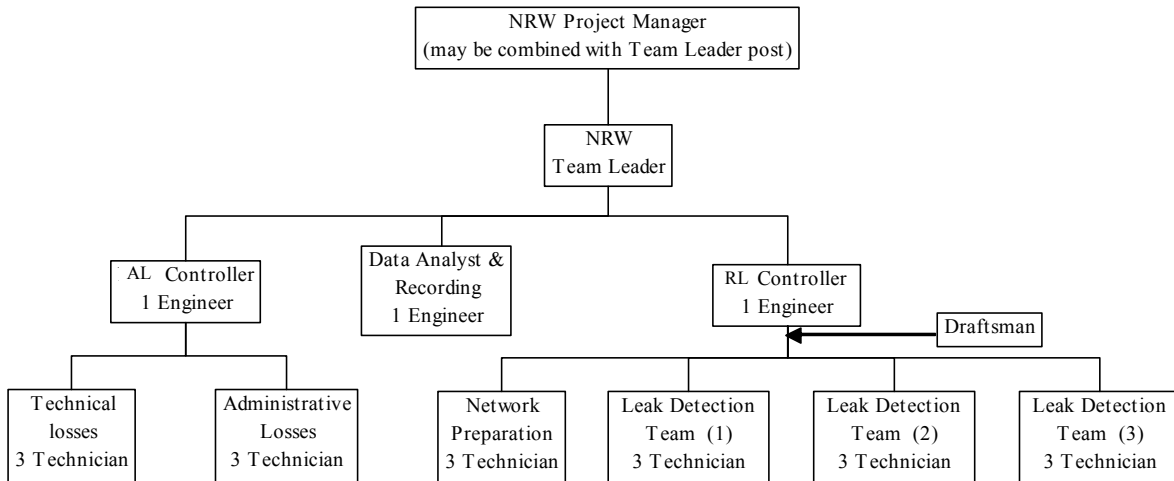 NRW Project Manager
(may be combined with Team Leader post)
NRW
Team Leader
AL Controller
1 Engineer
Data Analyst &
Recording
1 Engineer
RL Controller
1 Engineer
Draftsman
Technical
losses
3 Technician
Administrative
Losses
3 Technician
Network
Preparation
3 Technician
Leak Detection
Team (1)
3 Technician
Leak Detection
Team (2)
3 Technician
Leak Detection
Team (3)
3 Technician